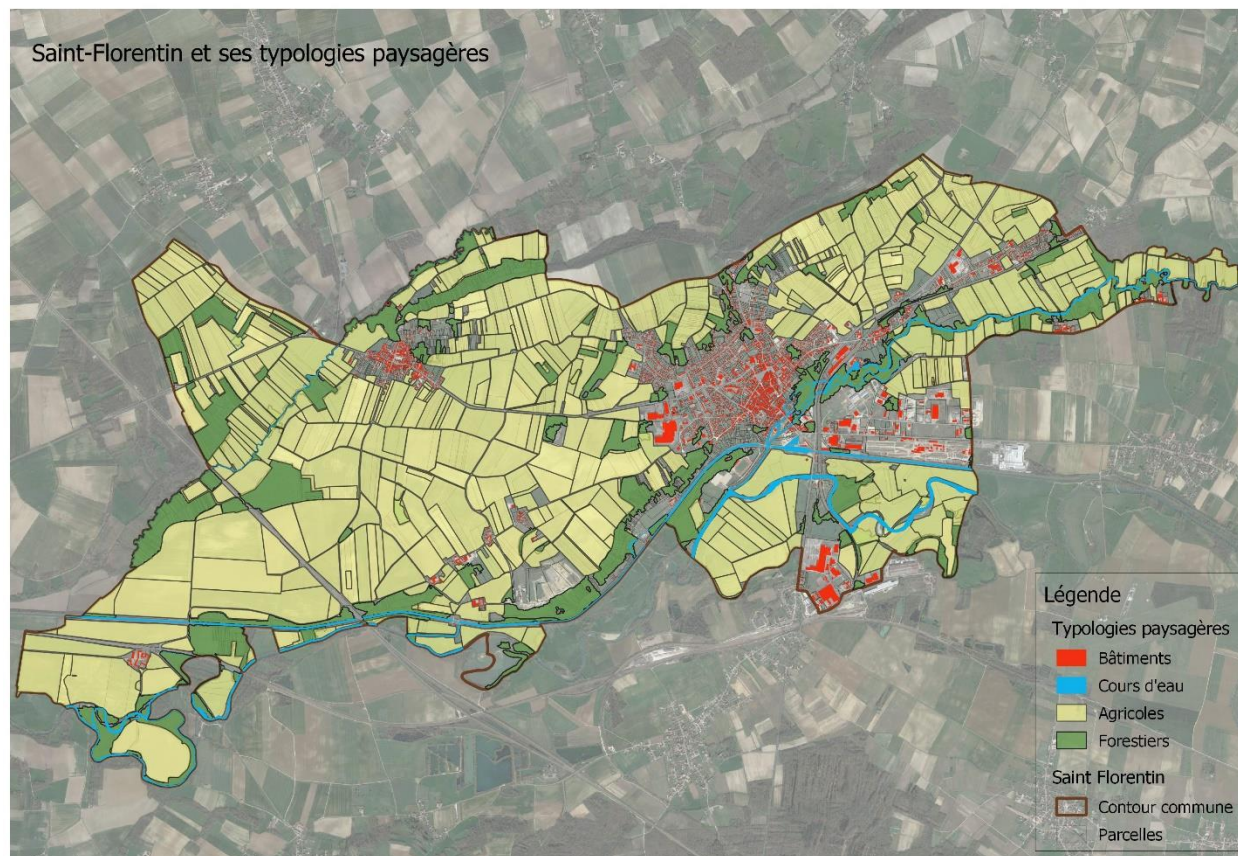 Saint-Florentin et ses typologies paysagères
Légende
Typologies paysagères
Bâtiments
Cours d'eau
Agricoles
Forestiers
Saint Florentin
Contour commune
Parcelles